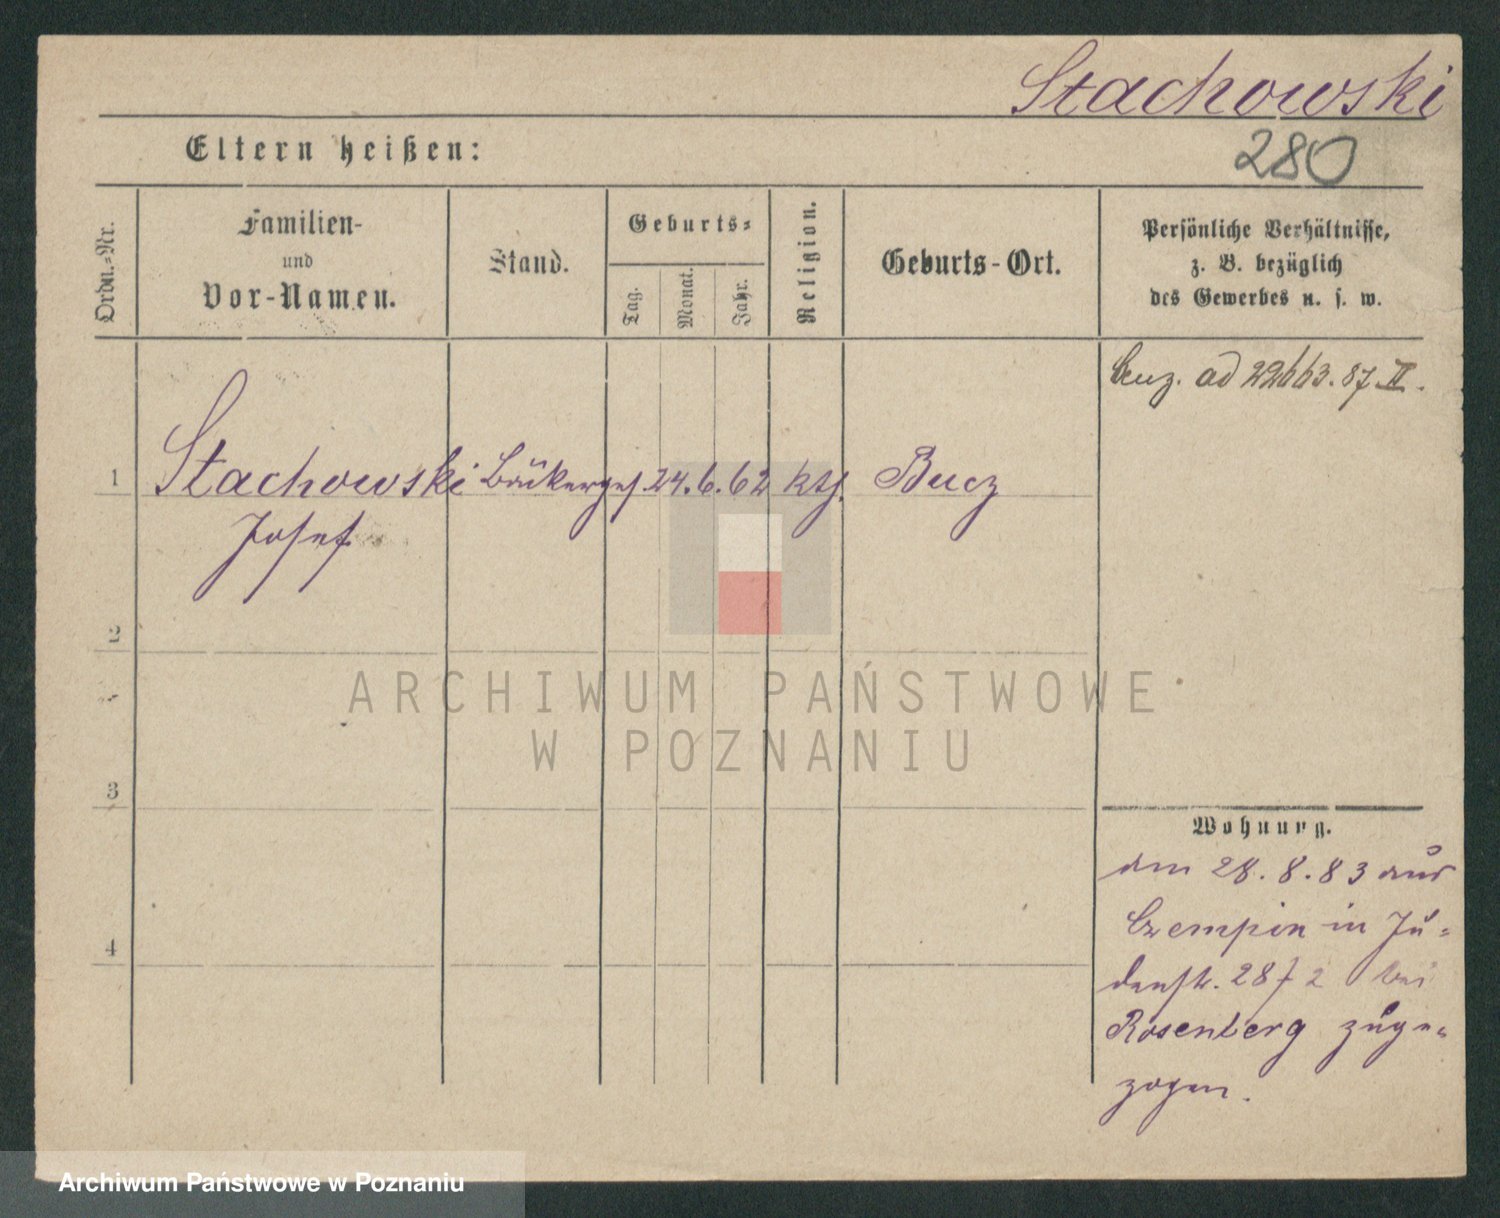 Stachowski
280
Eltern heißen:
Ordn.-Nr.
Familien-
und
Vor-Namen.
Stand.
Geburts-
Tag.
Monat.
Jahr.
Religion.
Geburts-Ort.
Persönliche Verhältnisse,
z. B. bezüglich
des Gewerbes u. s. w.
ad 22663. 87 II.
1 Stachowski Bäckerges. 24. 6. 62 kth. Bucz
Josef
2
3
4
Wohnung.
den 28. 8. 83 aus
Czempin in Ju-
denstr. 28 f 2 bei
Rosenberg zuge-
zogen.
ARCHIWUM PAŃSTWOWE
W POZNANIU
Archiwum Państwowe w Poznaniu